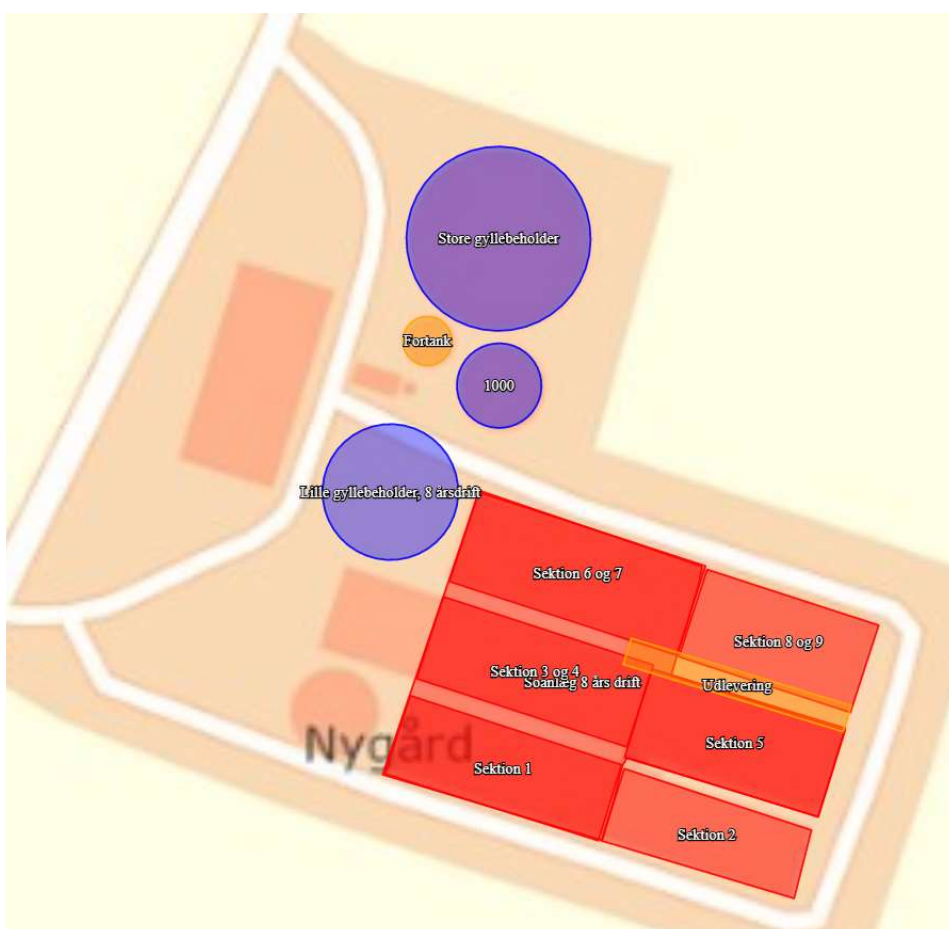 Store gyllebeholder
Fortank
1000
Lille gyllebeholder, 8 årsdrift
Sektion 6 og 7
Sektion 8 og 9
Sektion 3 og 4
Soanlæg 8 års drift
Udlevering
Sektion 5
Nygård
Sektion 1
Sektion 2